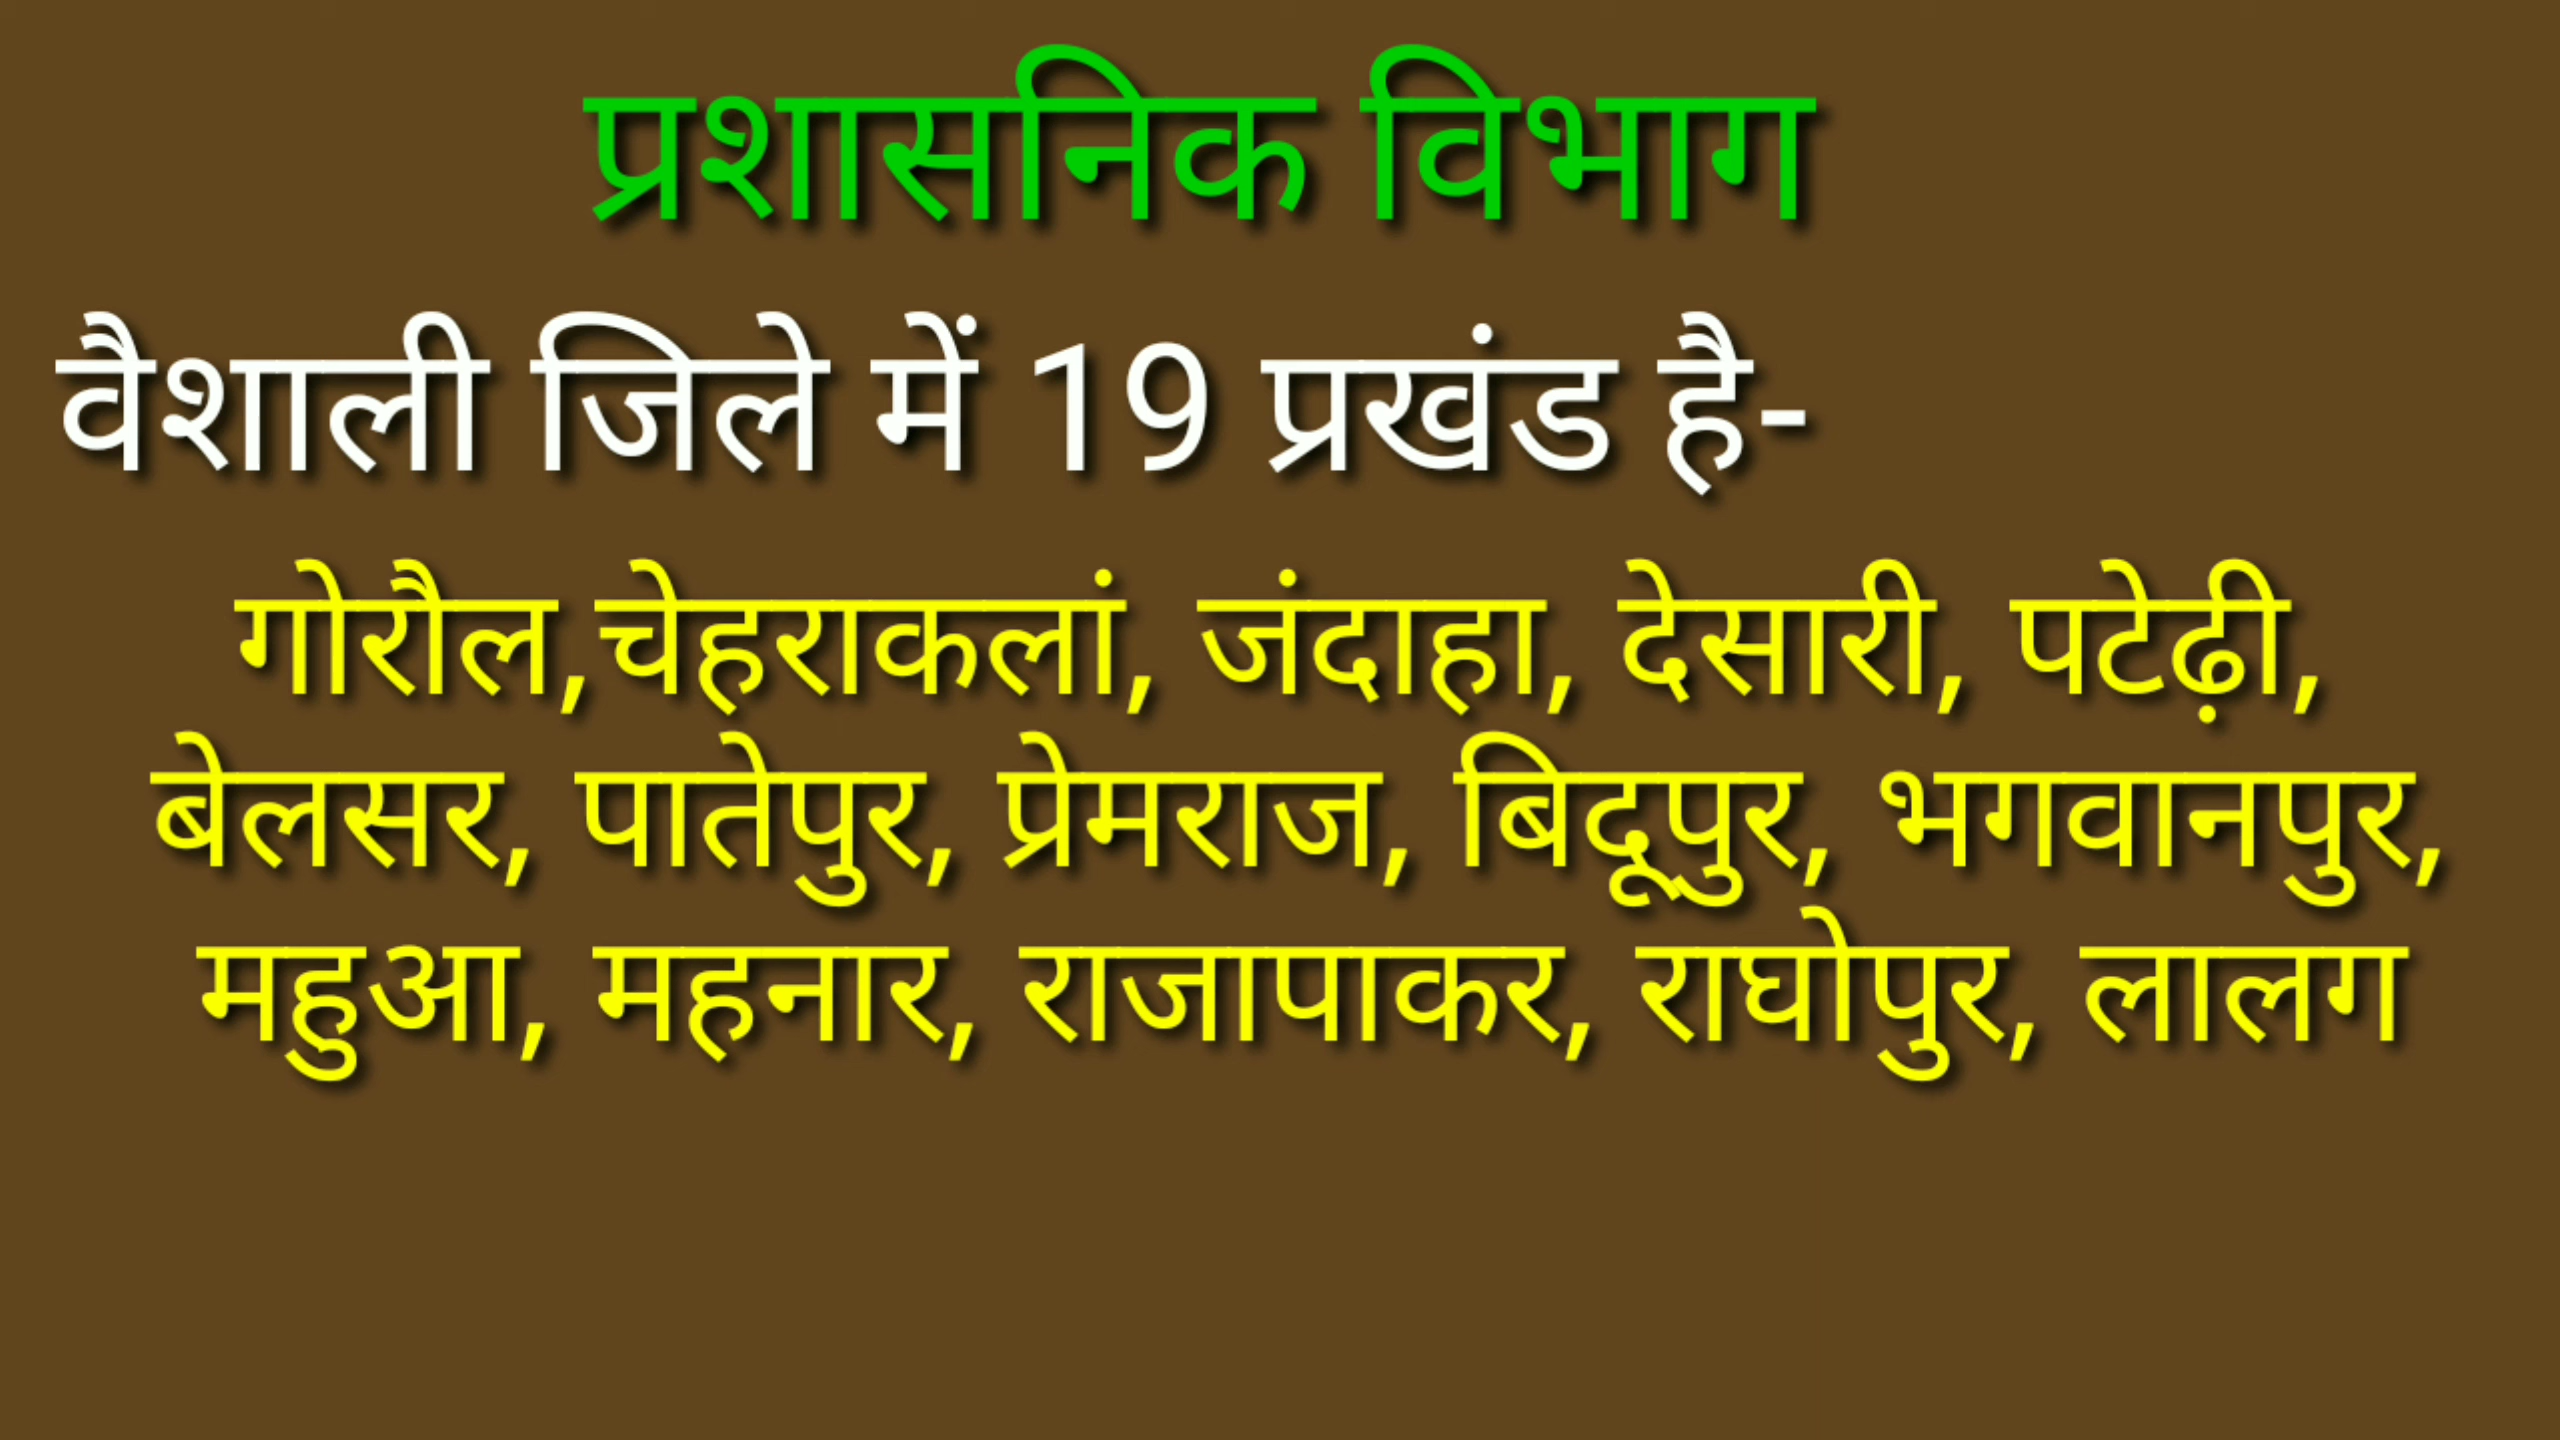 प्रशासनिक विभाग
वैशाली जिले में 19 प्रखंड है-
गोरौल,चेहराकलां, जंदाहा, देसारी, पटेढ़ी,
बेलसर, पातेपुर, प्रेमराज, बिदूपुर, भगवानपुर,
महुआ, महनार, राजापाकर, राघोपुर, लालग